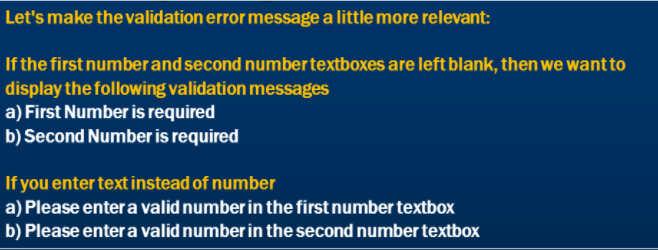 Let's make the validation error message a little more relevant:
If the first number and second number textboxes are left blank, then we want to
display the following validation messages
a) First Number is required
b) Second Number is required
If you enter text instead of number
a) Please enter a valid number in the first number textbox
b) Please enter a valid number in the second number textbox